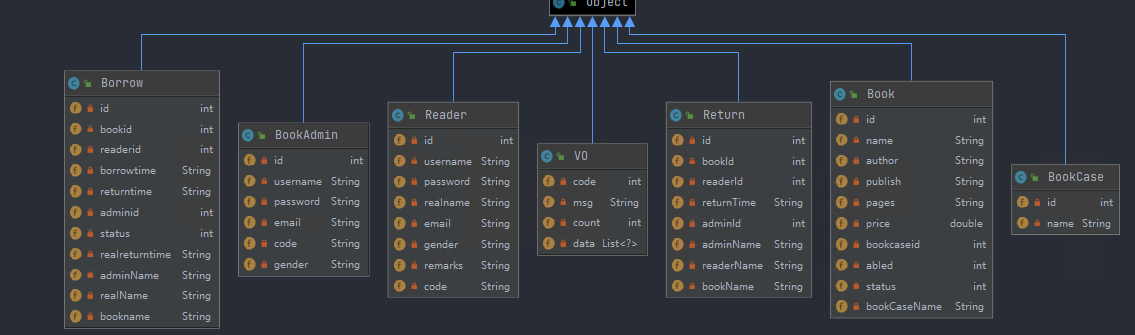 Object
Borrow
id int
bookid int
readerid int
borrowtime String
returntime String
adminid int
status int
realreturntime String
adminName String
realName String
bookname String
BookAdmin
id int
username String
password String
email String
code String
gender String
Reader
id int
username String
password String
realname String
email String
gender String
remarks String
code String
VO
code int
msg String
count int
data List<?>
Return
id int
bookId int
readerId int
returnTime String
adminId int
adminName String
readerName String
bookName String
Book
id int
name String
author String
publish String
pages String
price double
bookcaseid int
abled int
status int
bookCaseName String
BookCase
id int
name String